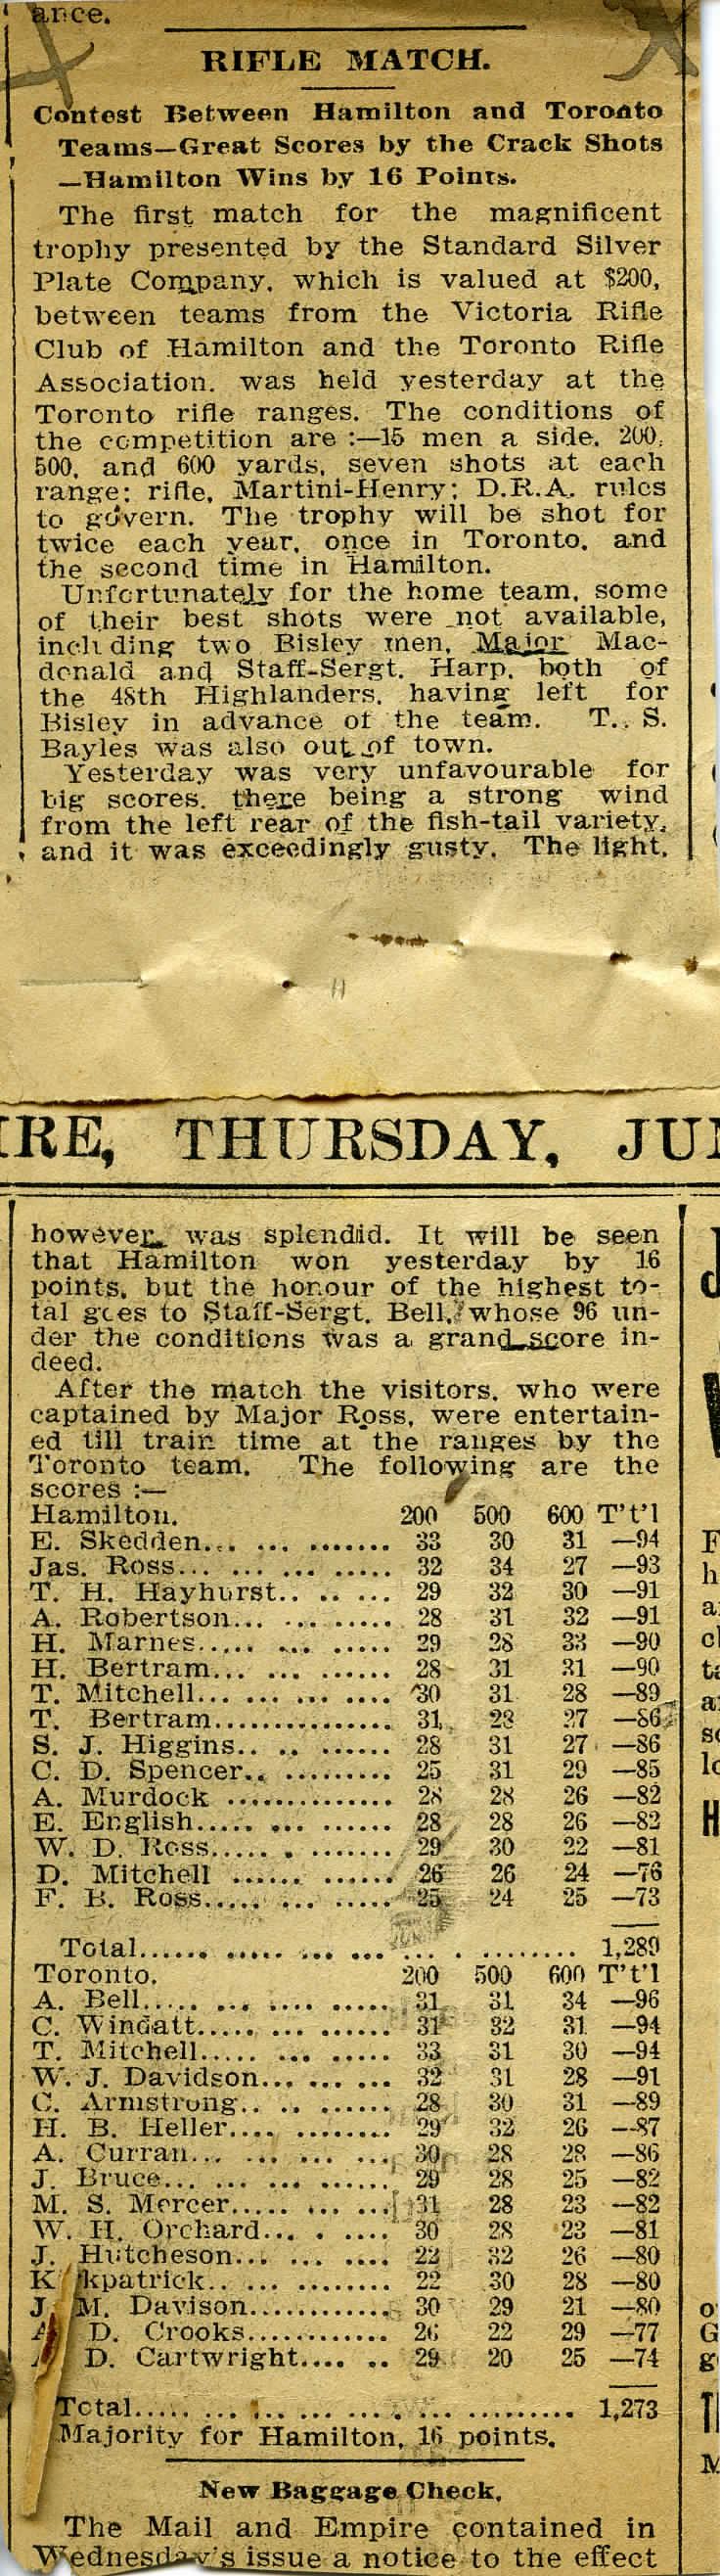 ance.
RIFLE MATCH.
Contest Between Hamilton and Toronto
Teams—Great Scores by the Crack Shots
—Hamilton Wins by 16 Points.
The first match for the magnificent
trophy presented by the Standard Silver
Plate Company, which is valued at $200,
between teams from the Victoria Rifle
Club of Hamilton and the Toronto Rifle
Association, was held yesterday at the
Toronto rifle ranges. The conditions of
the competition are :—15 men a side, 200,
500, and 600 yards, seven shots at each
range; rifle, Martini-Henry; D.R.A. rules
to govern. The trophy will be shot for
twice each year, once in Toronto, and
the second time in Hamilton.
Unfortunately for the home team, some
of their best shots were not available,
including two Bisley men, Major Mac-
donald and Staff-Sergt. Harp, both of
the 48th Highlanders, having left for
Bisley in advance of the team. T. S.
Bayles was also out of town.
Yesterday was very unfavourable for
big scores, there being a strong wind
from the left rear of the fish-tail variety,
and it was exceedingly gusty. The light,
IRE, THURSDAY, JUN
however, was splendid. It will be seen
that Hamilton won yesterday by 16
points, but the honour of the highest to-
tal goes to Staff-Sergt. Bell, whose 96 un-
der the conditions was a grand score in-
deed.
After the match the visitors, who were
captained by Major Ross, were entertain-
ed till train time at the ranges by the
Toronto team. The following are the
scores :—
Hamilton. 200 500 600 T't'l
E. Skedden... ... ....... 33 30 31 —94
Jas. Ross... ... ... ..... 32 34 27 —93
T. H. Hayhurst.. .. ... 29 32 30 —91
A. Robertson... ... ..... 28 31 32 —91
H. Marnes..... ... ..... 29 28 33 —90
H. Bertram... ... ...... 28 31 31 —90
T. Mitchell... ... ... .... 30 31 28 —89
T. Bertram................ 31 28 27 —86
S. J. Higgins.. .. ...... 28 31 27 —86
C. D. Spencer.. ......... 25 31 29 —85
A. Murdock .............. 28 28 26 —82
E. English..... ... ...... 28 28 26 —82
W. D. Ross..... . ....... 29 30 22 —81
D. Mitchell ...... ...... 26 26 24 —76
F. B. Ross..... ... ..... 25 24 25 —73
Total...... ..... ... ... ... . ......... 1,289
Toronto. 200 500 600 T't'l
A. Bell..... ... .... ..... 31 31 34 —96
C. Windatt..... ... ...... 31 32 31 —94
T. Mitchell..... ... ..... 33 31 30 —94
W. J. Davidson... ... ... 32 31 28 —91
C. Armstrong.. .. ...... 28 30 31 —89
H. B. Heller.... ........ 29 32 26 —87
A. Curran... ... ... ... 30 28 28 —86
J. Bruce... ... ... ...... 29 28 25 —82
M. S. Mercer..... ... ... 31 28 23 —82
W. H. Orchard... . .... 30 28 23 —81
J. Hutcheson... ... .... 22 32 26 —80
K kpatrick.. ... ........ 22 30 28 —80
J. M. Davison............ 30 29 21 —80
D. Crooks............. 26 22 29 —77
D. Cartwright.... .. 29 20 25 —74
Total..... ... ... ... ... ... ......... 1,273
Majority for Hamilton, 16 points.
New Baggage Check.
The Mail and Empire contained in
Wednesday's issue a notice to the effect